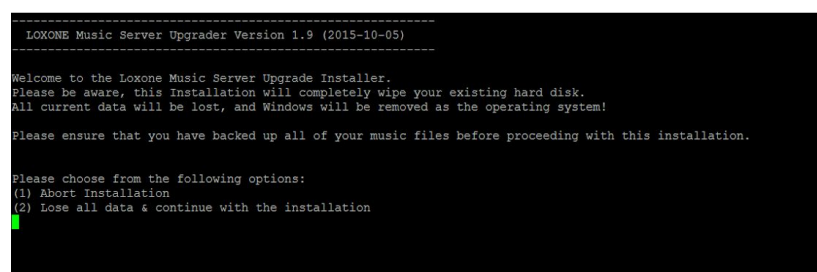 ------------------------------------------------------------
LOXONE Music Server Upgrader Version 1.9 (2015-10-05)
------------------------------------------------------------
Welcome to the Loxone Music Server Upgrade Installer.
Please be aware, this Installation will completely wipe your existing hard disk.
All current data will be lost, and Windows will be removed as the operating system!
Please ensure that you have backed up all of your music files before proceeding with this installation.
Please choose from the following options:
(1) Abort Installation
(2) Lose all data & continue with the installation